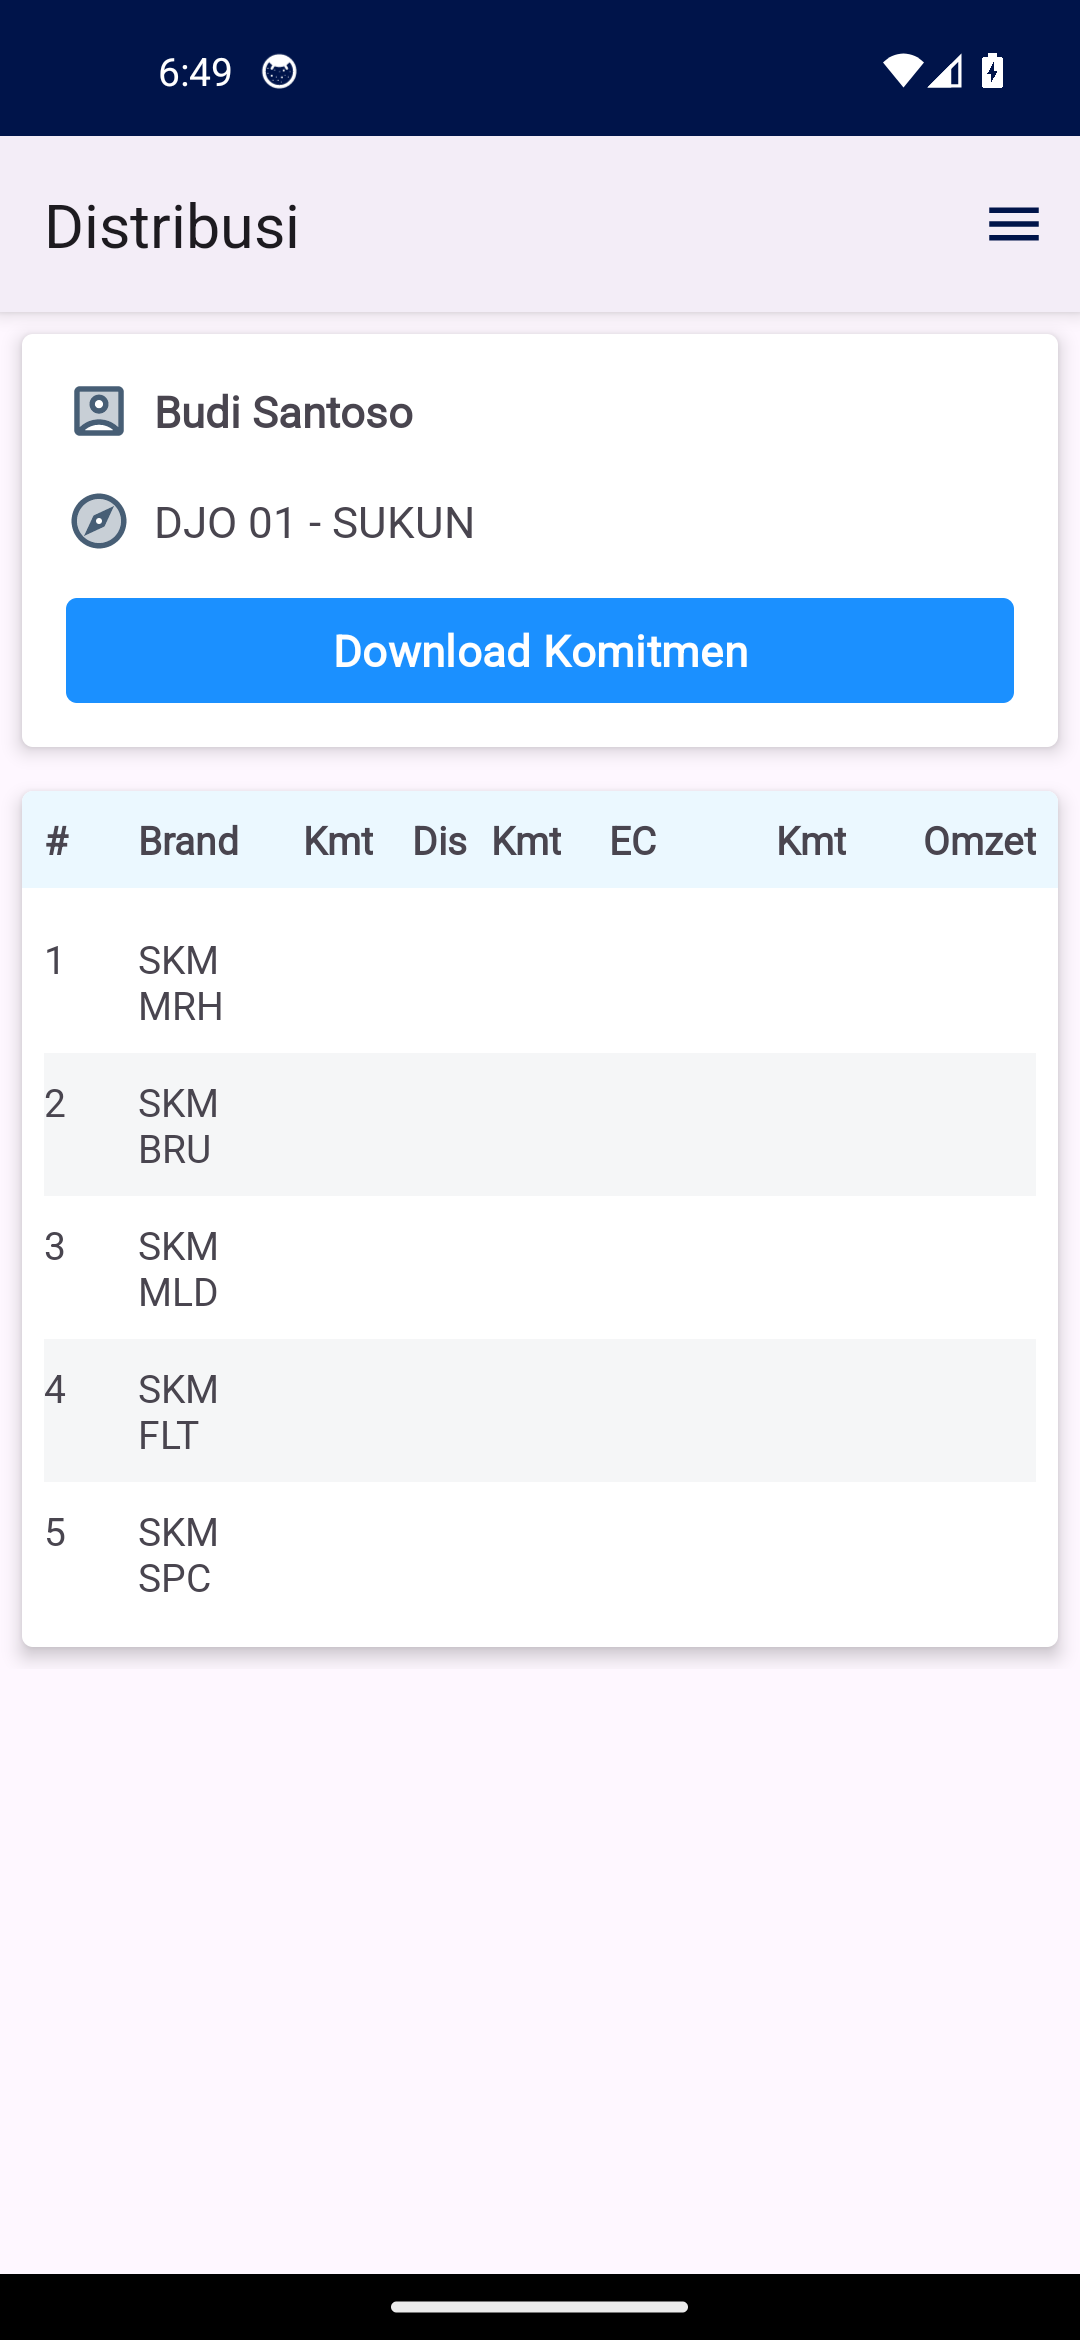 6:49
Distribusi
Budi Santoso
DJO 01 - SUKUN
Download Komitmen
# Brand Kmt Dis Kmt EC Kmt Omzet
1 SKM
MRH
2 SKM
BRU
3 SKM
MLD
4 SKM
FLT
5 SKM
SPC